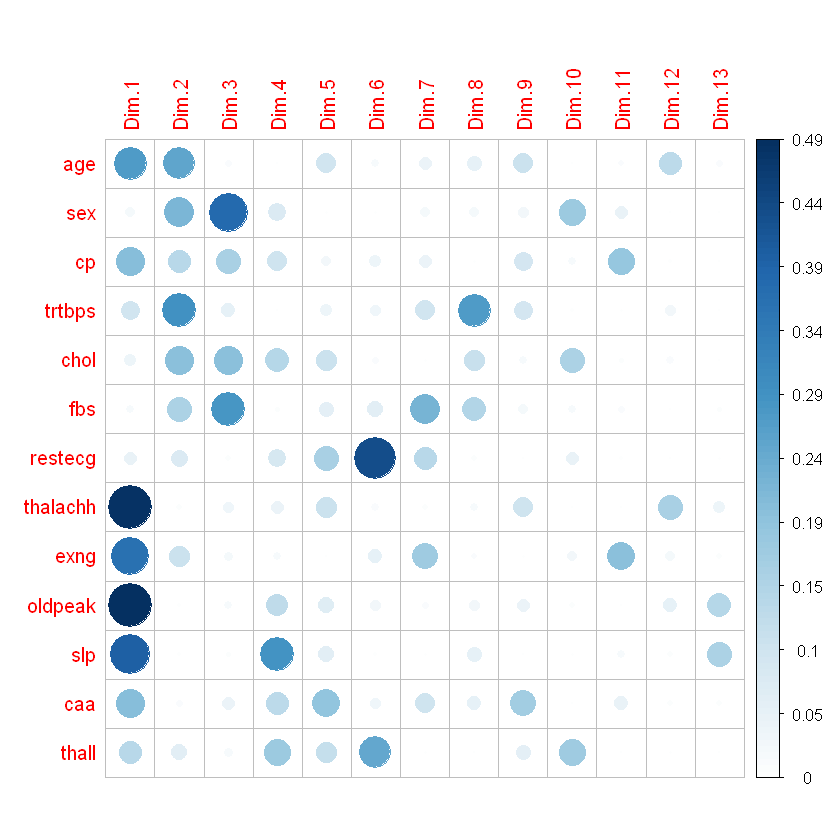 Dim.1 Dim.2 Dim.3 Dim.4 Dim.5 Dim.6 Dim.7 Dim.8 Dim.9 Dim.10 Dim.11 Dim.12 Dim.13
age
sex
cp
trtbps
chol
fbs
restecg
thalachh
exng
oldpeak
slp
caa
thall
0.49
0.44
0.39
0.34
0.29
0.24
0.19
0.15
0.1
0.05
0